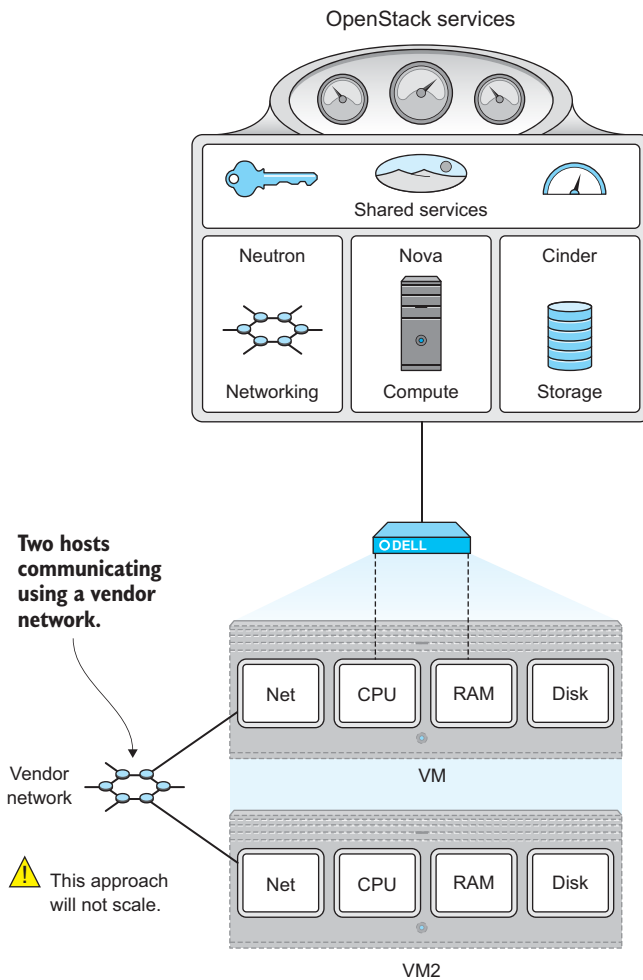 OpenStack services
Shared services
Neutron
Networking
Nova
Compute
Cinder
Storage
DELL
Two hosts
communicating
using a vendor
network.
Net
CPU
RAM
Disk
VM
Vendor
network
Net
CPU
RAM
Disk
VM2
! This approach
will not scale.